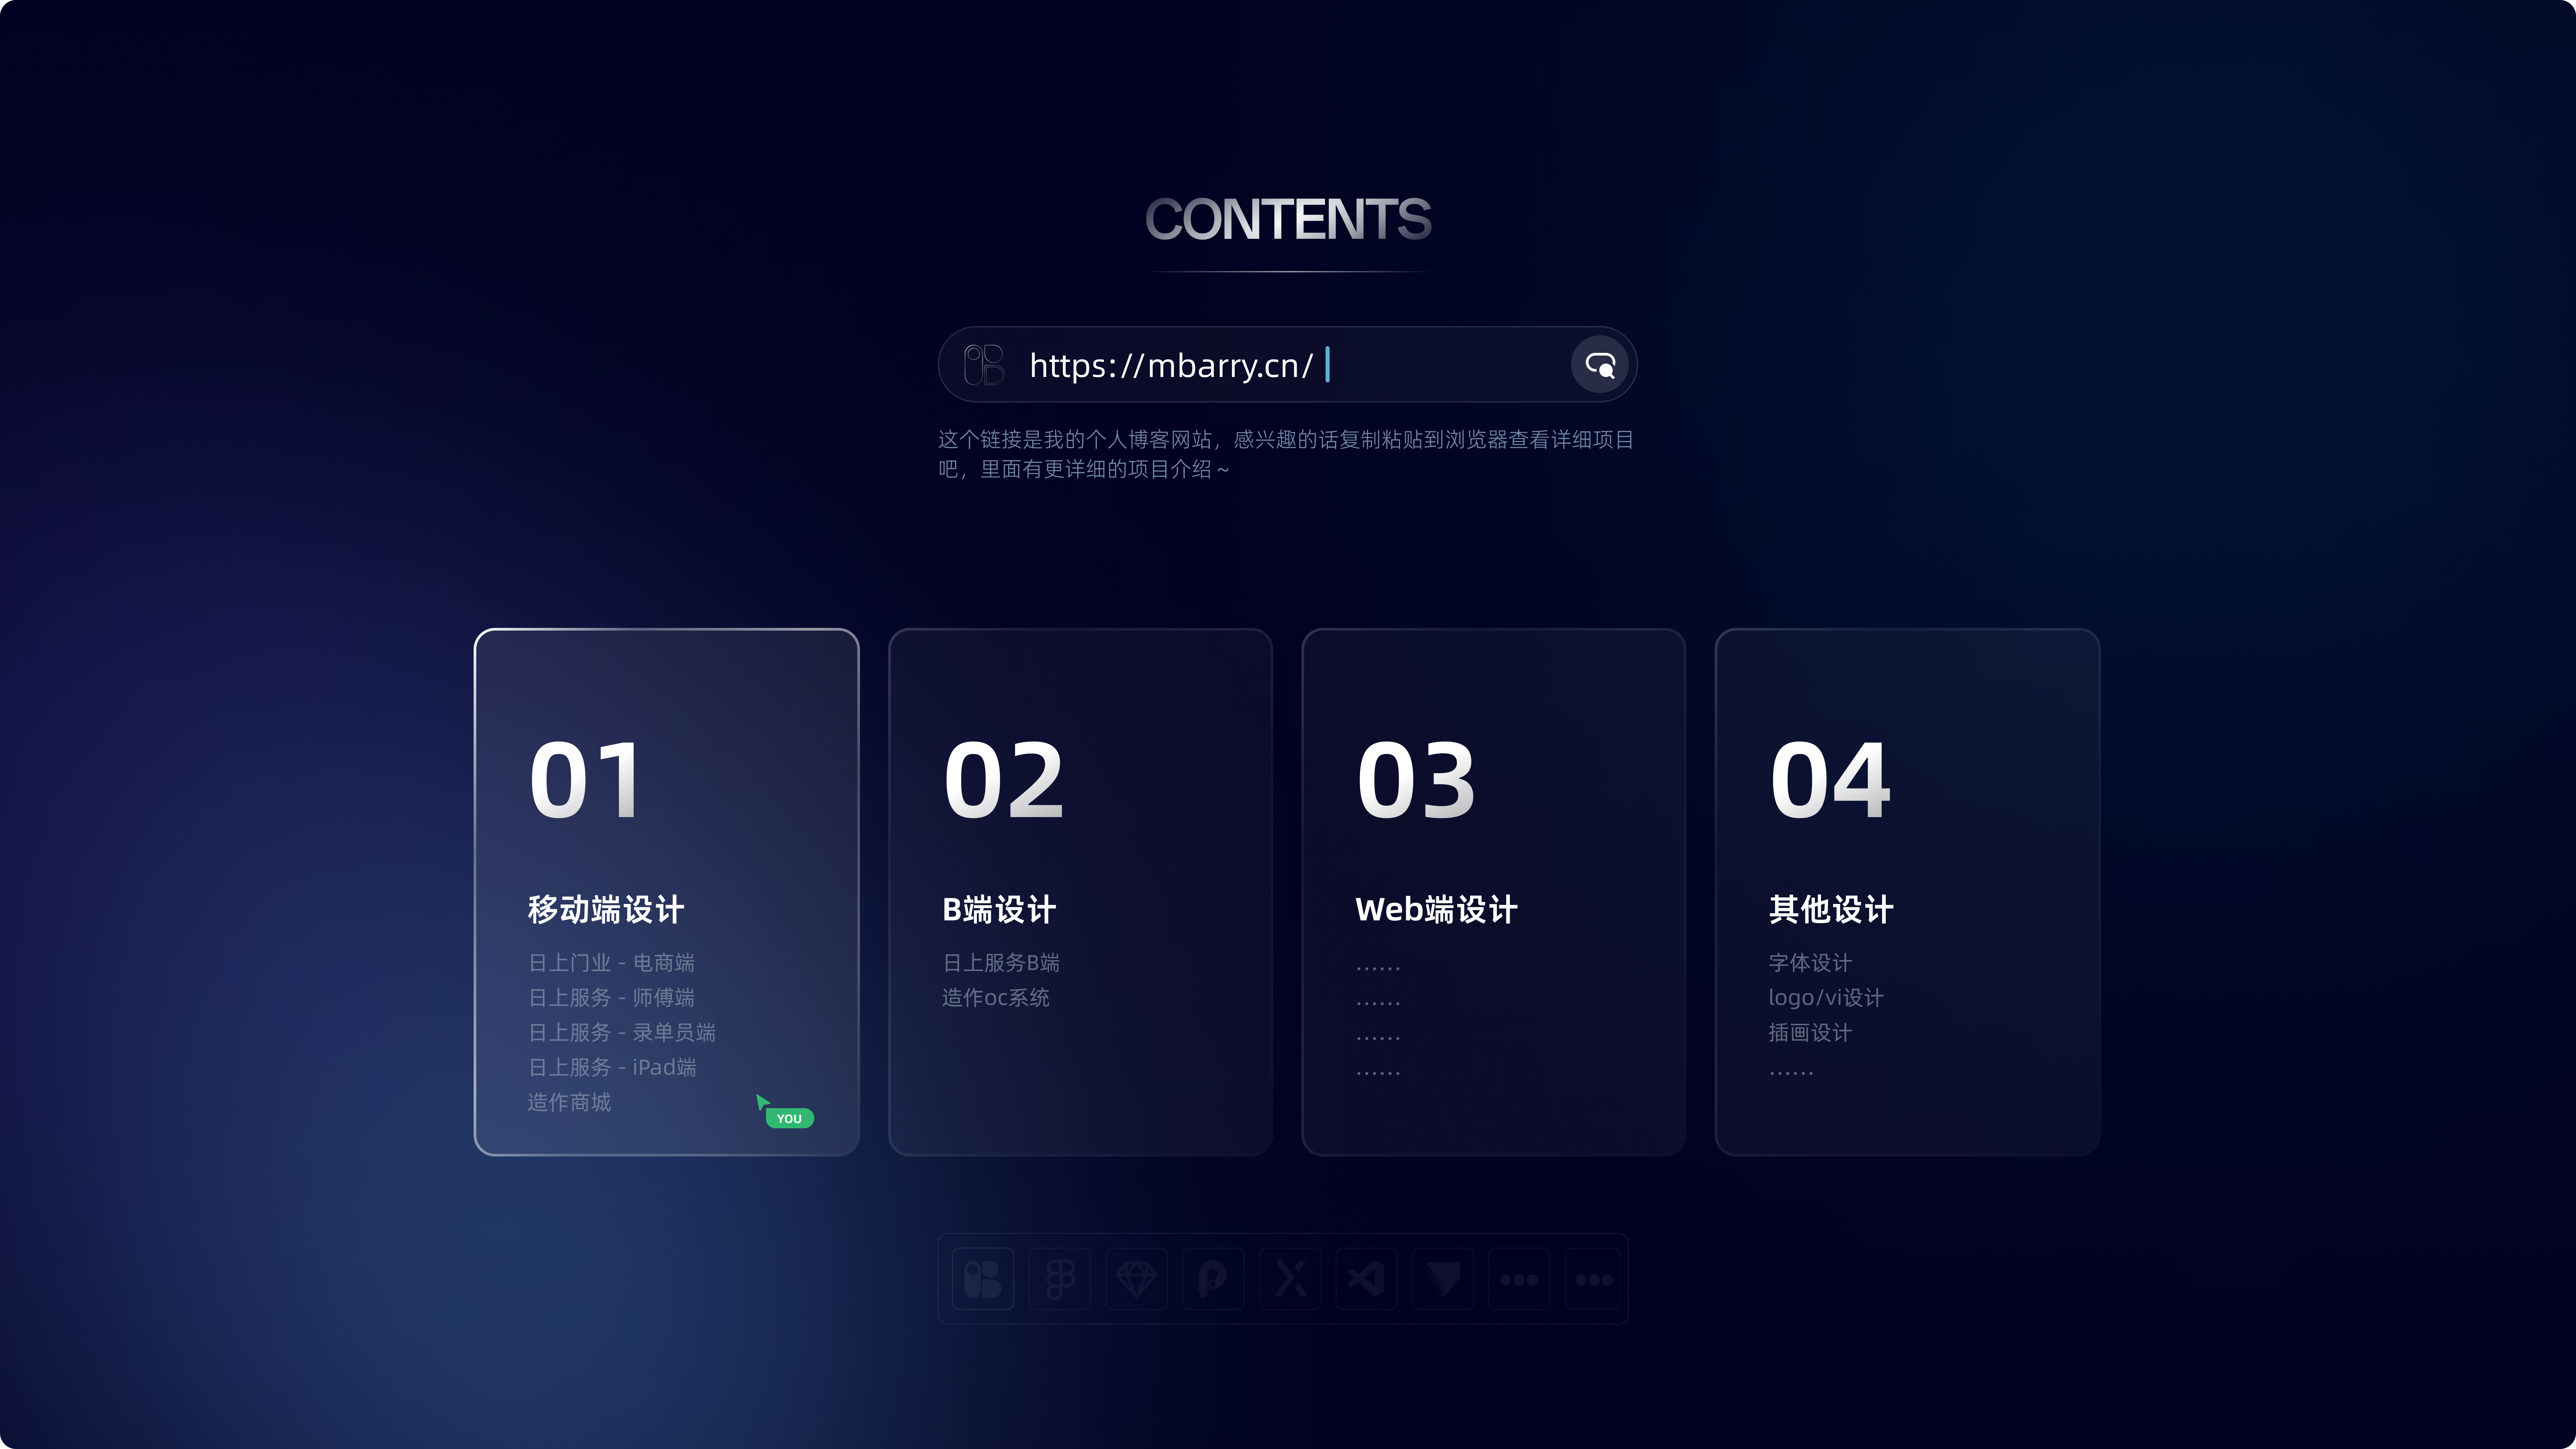 CONTENTS
https://mbarry.cn/
这个链接是我的个人博客网站，感兴趣的话复制粘贴到浏览器查看详细项目
吧，里面有更详细的项目介绍 ~
01
移动端设计
日上门业 - 电商端
日上服务 - 师傅端
日上服务 - 录单员端
日上服务 - iPad端
造作商城
YOU
02
B端设计
日上服务B端
造作oc系统
03
Web端设计
......
......
......
......
04
其他设计
字体设计
logo/vi设计
插画设计
......